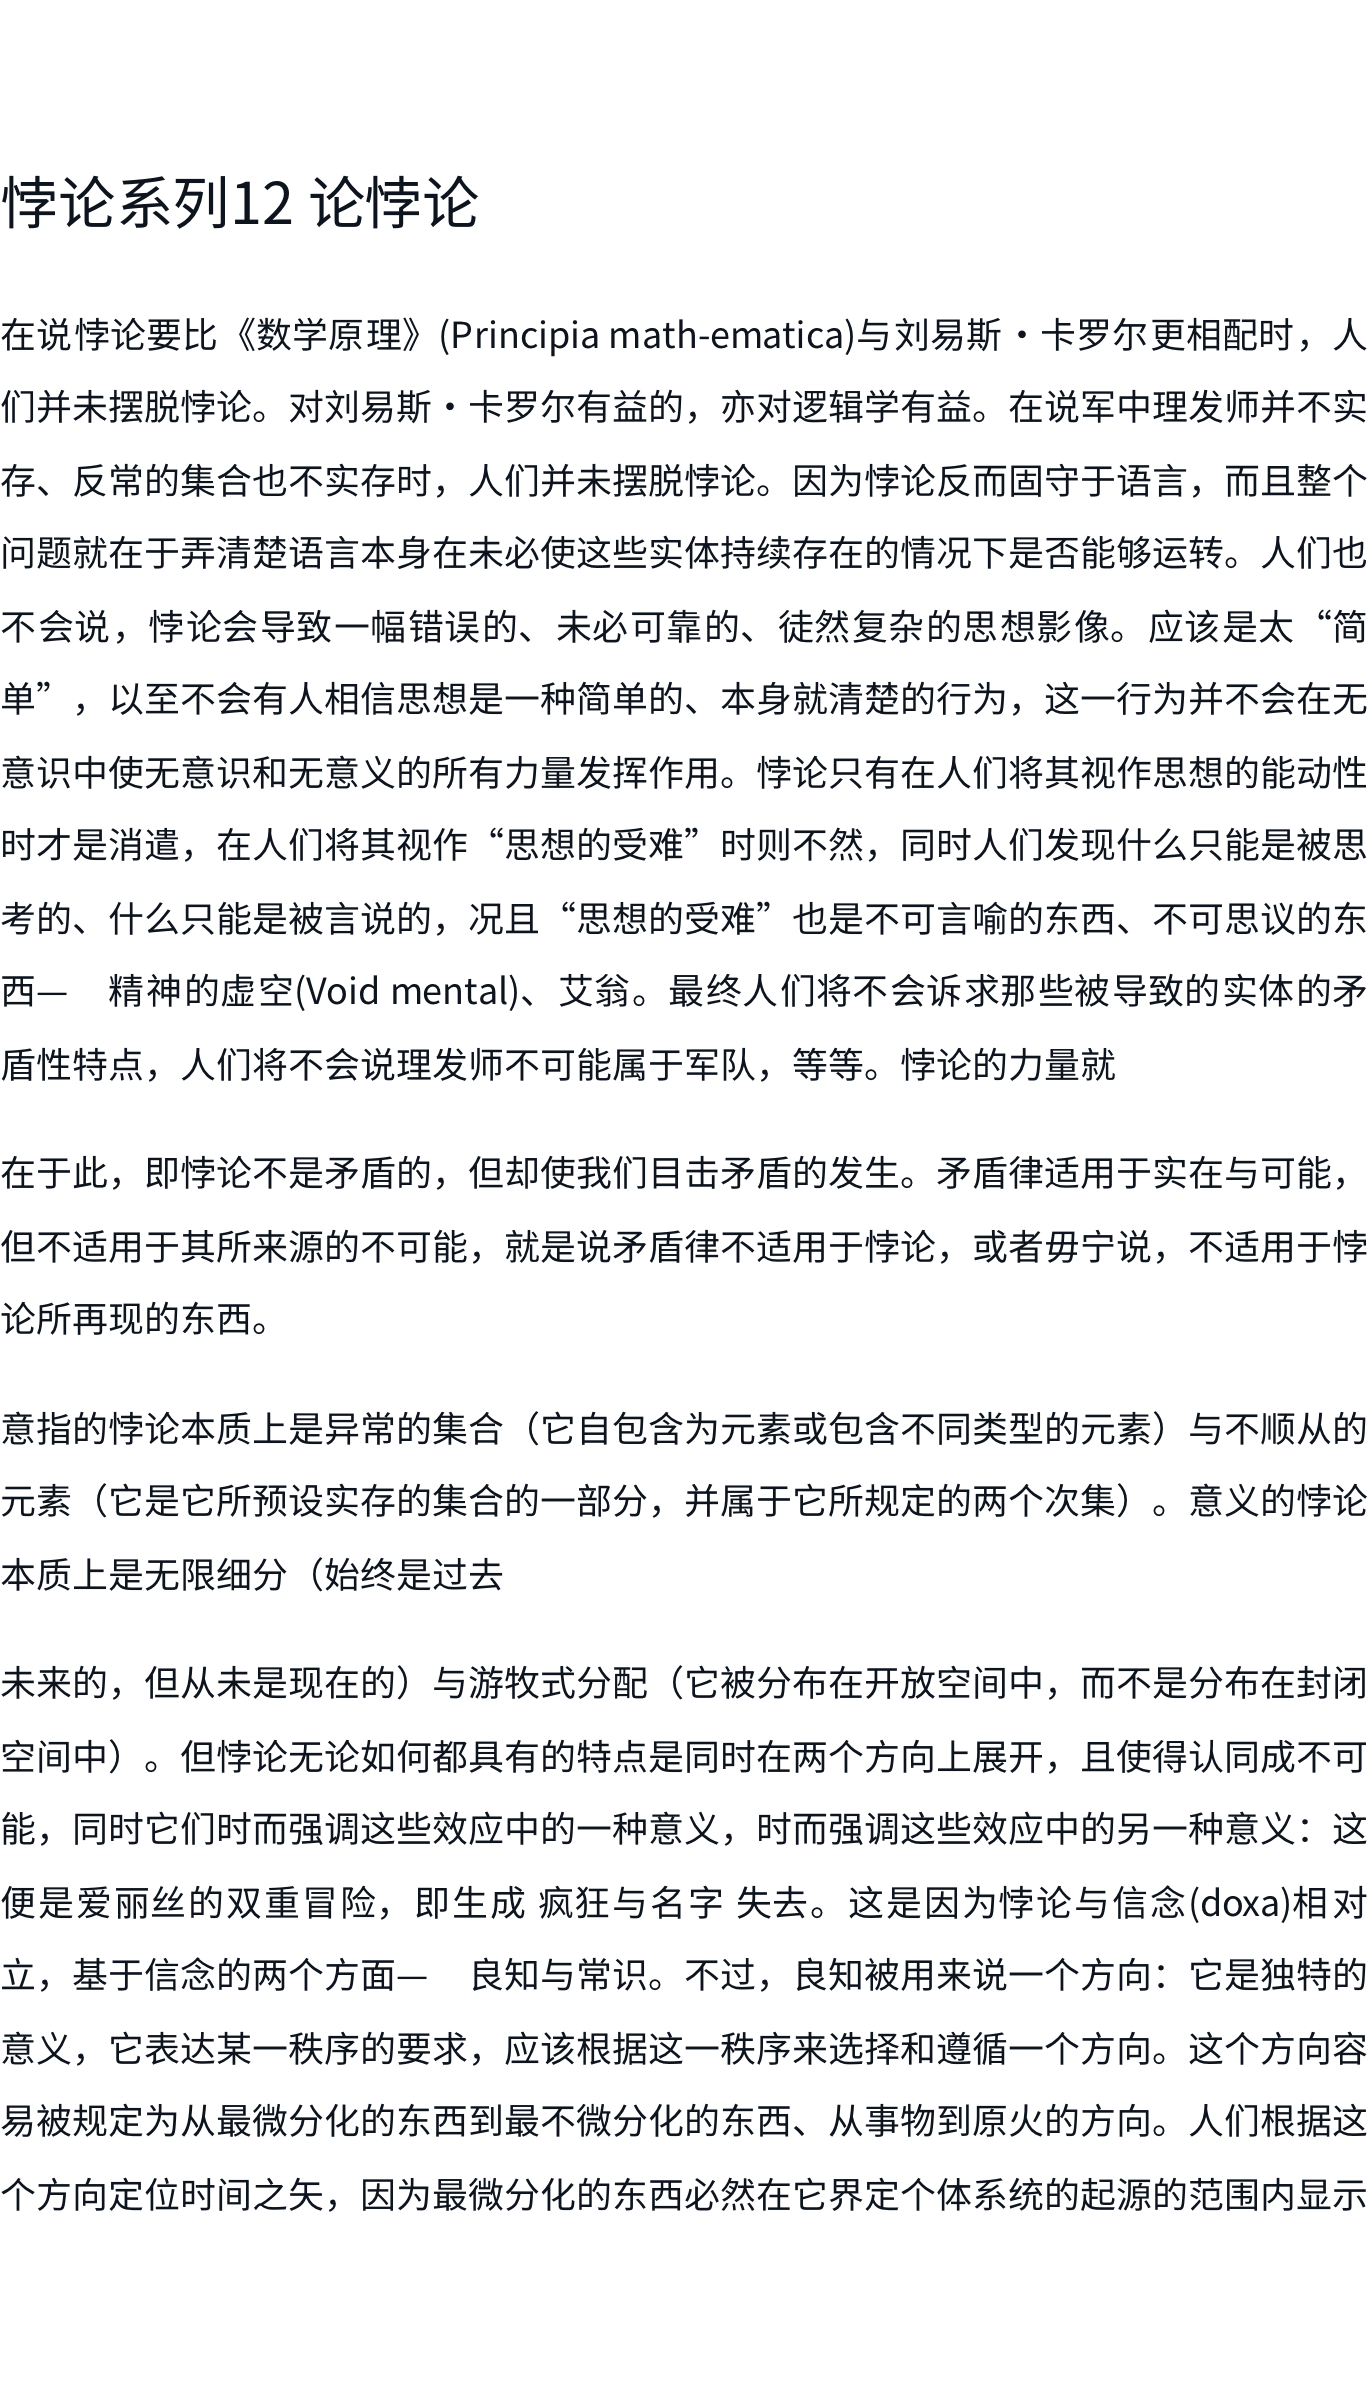 悖论系列12 论悖论
在说悖论要比《数学原理》(Principia math-ematica)与刘易斯·卡罗尔更相配时，人
们并未摆脱悖论。对刘易斯·卡罗尔有益的，亦对逻辑学有益。在说军中理发师并不实
存、反常的集合也不实存时，人们并未摆脱悖论。因为悖论反而固守于语言，而且整个
问题就在于弄清楚语言本身在未必使这些实体持续存在的情况下是否能够运转。人们也
不会说，悖论会导致一幅错误的、未必可靠的、徒然复杂的思想影像。应该是太“简
单”，以至不会有人相信思想是一种简单的、本身就清楚的行为，这一行为并不会在无
意识中使无意识和无意义的所有力量发挥作用。悖论只有在人们将其视作思想的能动性
时才是消遣，在人们将其视作“思想的受难”时则不然，同时人们发现什么只能是被思
考的、什么只能是被言说的，况且“思想的受难”也是不可言喻的东西、不可思议的东
西—　精神的虚空(Void mental)、艾翁。最终人们将不会诉求那些被导致的实体的矛
盾性特点，人们将不会说理发师不可能属于军队，等等。悖论的力量就
在于此，即悖论不是矛盾的，但却使我们目击矛盾的发生。矛盾律适用于实在与可能，
但不适用于其所来源的不可能，就是说矛盾律不适用于悖论，或者毋宁说，不适用于悖
论所再现的东西。
意指的悖论本质上是异常的集合（它自包含为元素或包含不同类型的元素）与不顺从的
元素（它是它所预设实存的集合的一部分，并属于它所规定的两个次集）。意义的悖论
本质上是无限细分（始终是过去
未来的，但从未是现在的）与游牧式分配（它被分布在开放空间中，而不是分布在封闭
空间中）。但悖论无论如何都具有的特点是同时在两个方向上展开，且使得认同成不可
能，同时它们时而强调这些效应中的一种意义，时而强调这些效应中的另一种意义：这
便是爱丽丝的双重冒险，即生成 疯狂与名字 失去。这是因为悖论与信念(doxa)相对
立，基于信念的两个方面—　良知与常识。不过，良知被用来说一个方向：它是独特的
意义，它表达某一秩序的要求，应该根据这一秩序来选择和遵循一个方向。这个方向容
易被规定为从最微分化的东西到最不微分化的东西、从事物到原火的方向。人们根据这
个方向定位时间之矢，因为最微分化的东西必然在它界定个体系统的起源的范围内显示